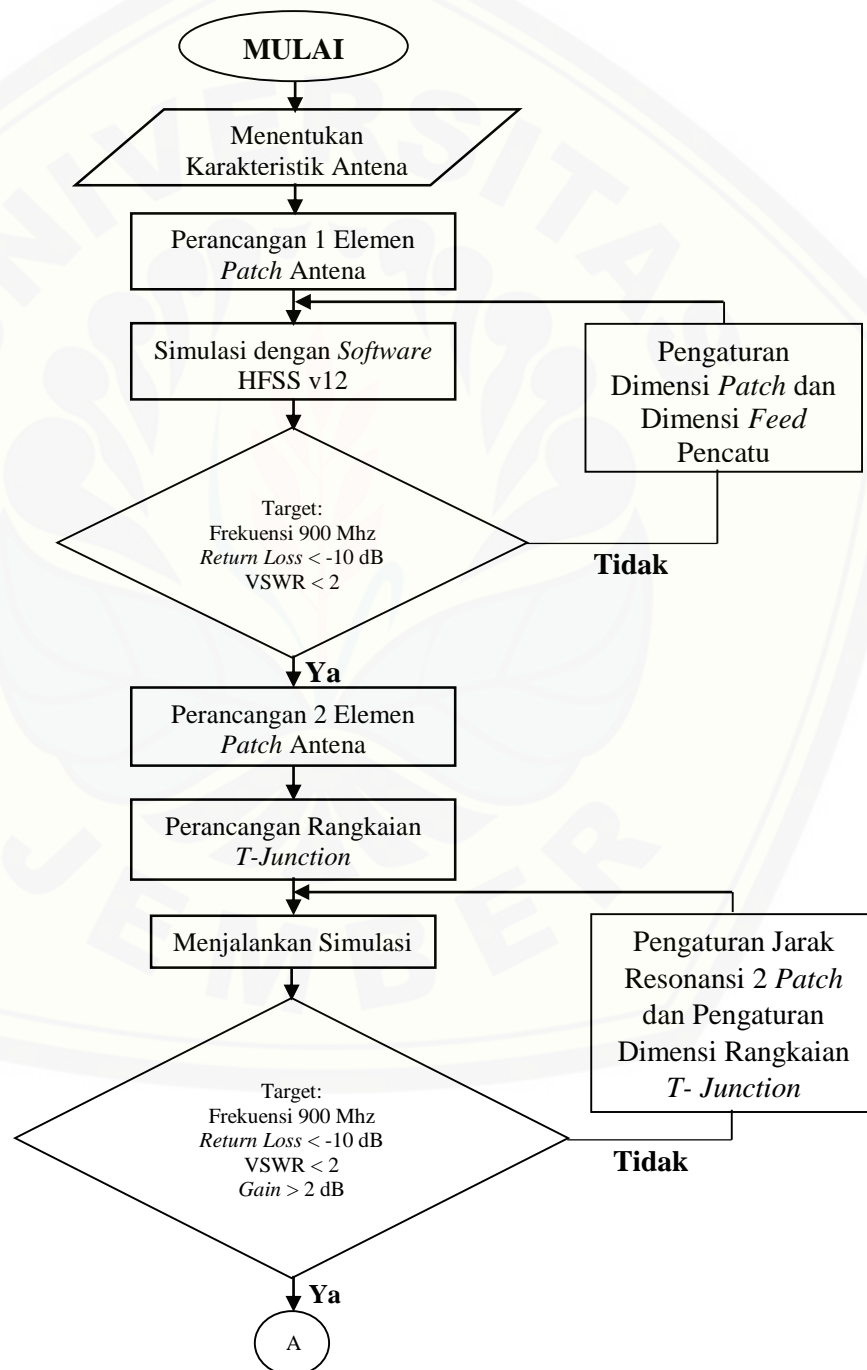 UNIVERSITAS
JEMBER
MULAI
Menentukan
Karakteristik Antena
Perancangan 1 Elemen
Patch Antena
Simulasi dengan Software
HFSS v12
Pengaturan
Dimensi Patch dan
Dimensi Feed
Pencatu
Target:
Frekuensi 900 Mhz
Return Loss < -10 dB
VSWR < 2
Tidak
Ya
Perancangan 2 Elemen
Patch Antena
Perancangan Rangkaian
T-Junction
Menjalankan Simulasi
Pengaturan Jarak
Resonansi 2 Patch
dan Pengaturan
Dimensi Rangkaian
T- Junction
Target:
Frekuensi 900 Mhz
Return Loss < -10 dB
VSWR < 2
Gain > 2 dB
Tidak
Ya
A